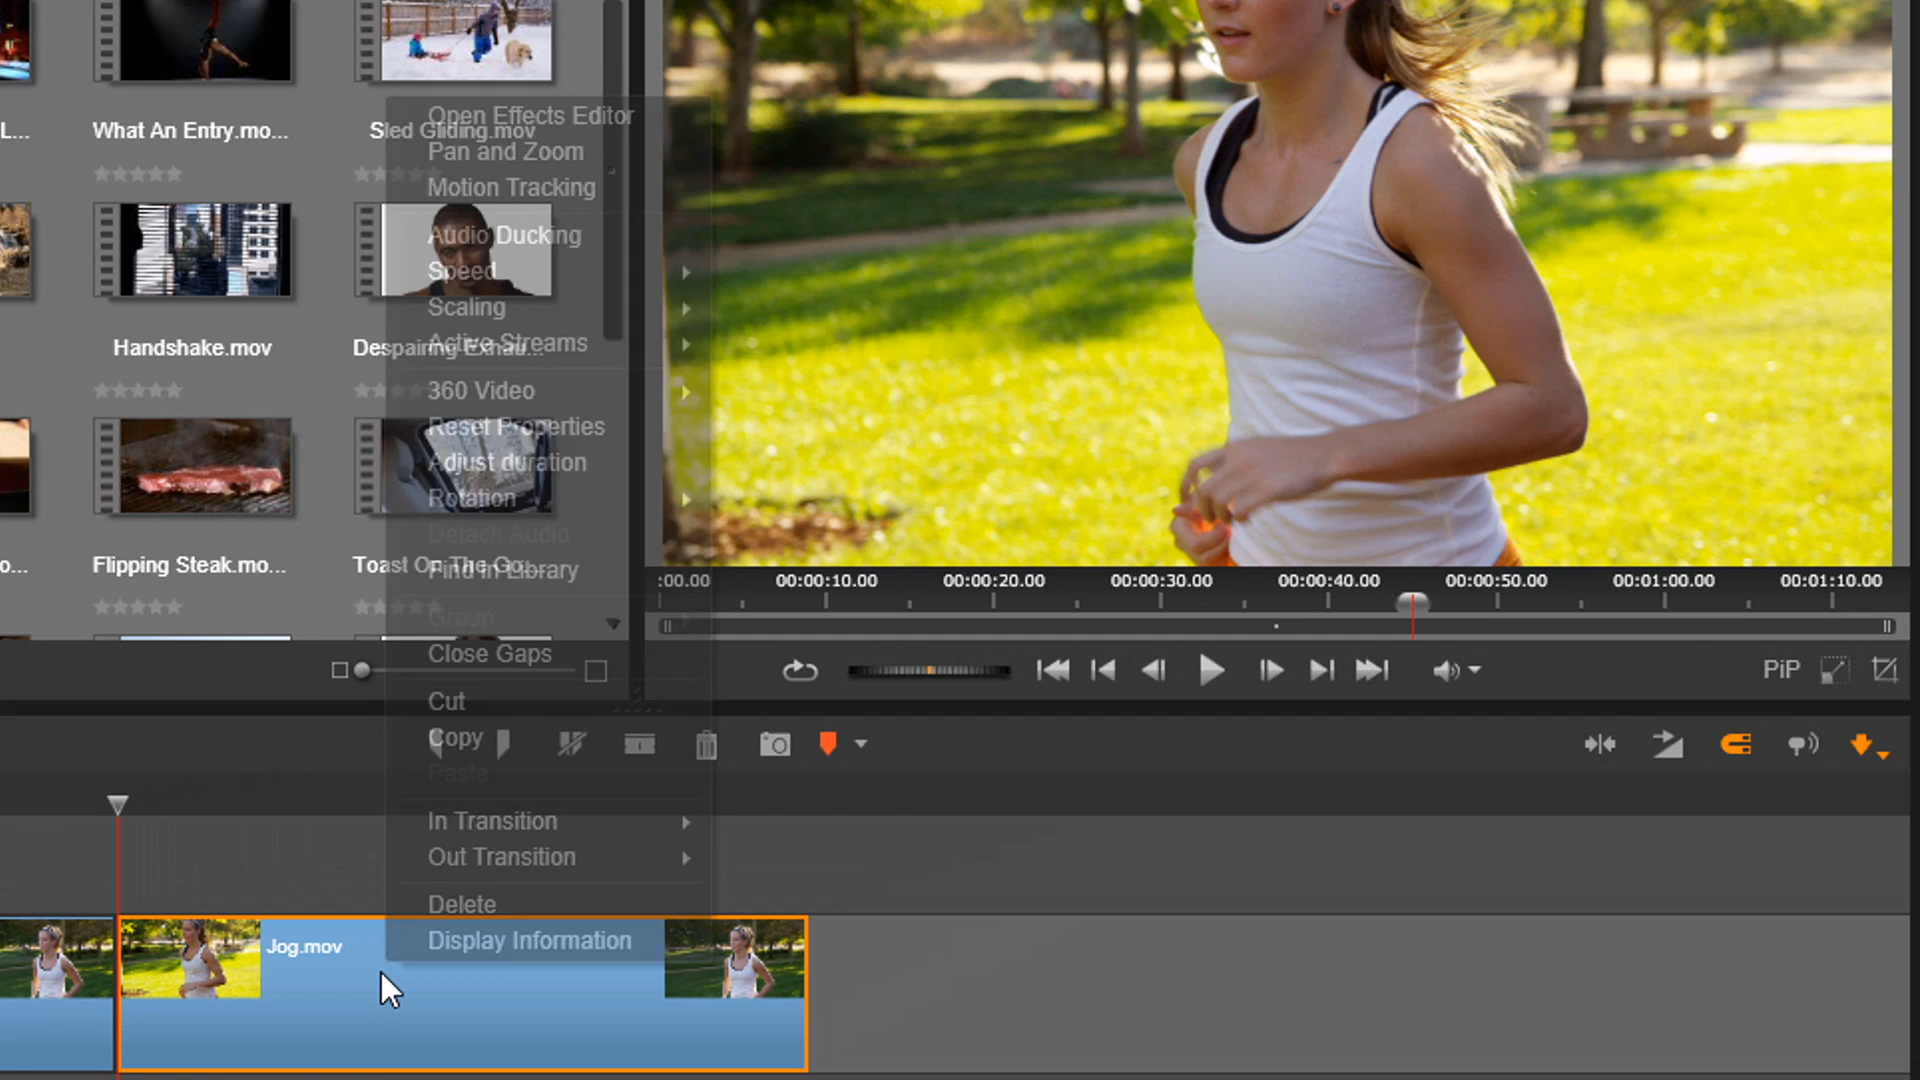 L...
What An Entry.mo...
Sled Gliding.mov
Handshake.mov
Despairing Exhau...
o...
Flipping Steak.mo...
Toast On The Go...
Open Effects Editor
Pan and Zoom
Motion Tracking
Audio Ducking
Speed
Scaling
Active Streams
360 Video
Reset Properties
Adjust duration
Rotation
Detach Audio
Find in Library
Group
Close Gaps
Cut
Copy
Paste
In Transition
Out Transition
Delete
Display Information
:00.00 00:00:10.00 00:00:20.00 00:00:30.00 00:00:40.00 00:00:50.00 00:01:00.00 00:01:10.00
PiP
Jog.mov